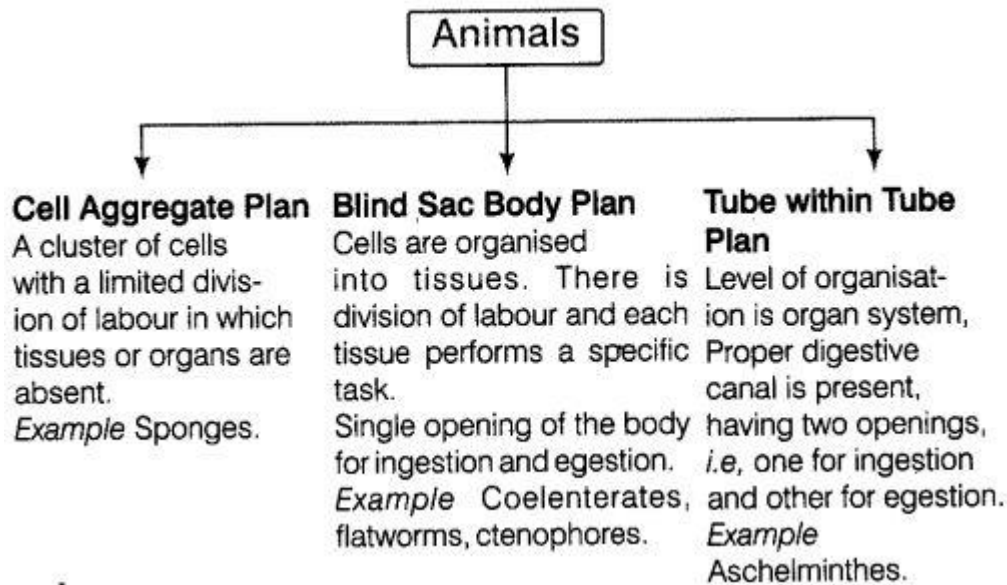 Animals
Cell Aggregate Plan
A cluster of cells
with a limited divis-
ion of labour in which
tissues or organs are
absent.
Example Sponges.
Blind Sac Body Plan
Cells are organised
into tissues. There is
division of labour and each
tissue performs a specific
task.
Single opening of the body
for ingestion and egestion.
Example Coelenterates,
flatworms, ctenophores.
Tube within Tube
Plan
Level of organisat-
ion is organ system,
Proper digestive
canal is present,
having two openings,
i.e, one for ingestion
and other for egestion.
Example
Aschelminthes.